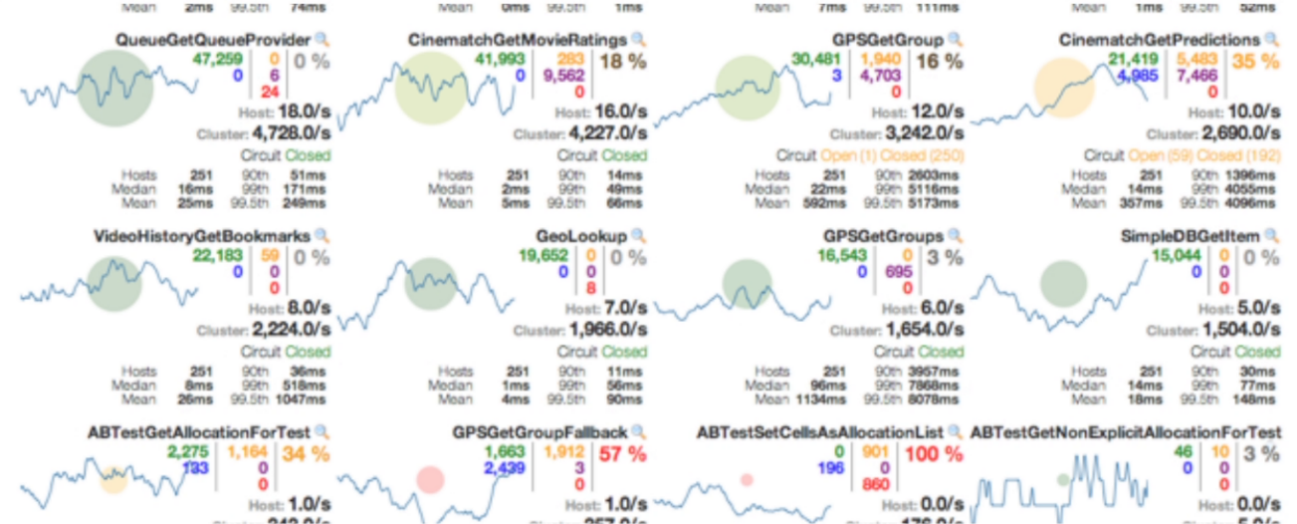 Mean 2ms 99.5th 74ms Mean 0ms 99.5th 1ms Mean 7ms 99.5th 111ms Mean 1ms 99.5th 52ms
QueueGetQueueProvider CinematchGetMovieRatings GPSGetGroup CinematchGetPredictions
47,259 0 0 % 41,993 283 18 % 30,481 1,940 16 % 21,419 5,483 35 %
0 6 0 9,562 3 4,703 4,985 7,466
24 0 0 0
Host: 18.0/s Host: 16.0/s Host: 12.0/s Host: 10.0/s
Cluster: 4,728.0/s Cluster: 4,227.0/s Cluster: 3,242.0/s Cluster: 2,690.0/s
Circuit Closed Circuit Closed Circuit Open (1) Closed (250) Circuit Open (59) Closed (192)
Hosts 251 90th 51ms Hosts 251 90th 14ms Hosts 251 90th 2603ms Hosts 251 90th 1396ms
Median 16ms 99th 171ms Median 2ms 99th 49ms Median 22ms 99th 5116ms Median 14ms 99th 4055ms
Mean 25ms 99.5th 249ms Mean 5ms 99.5th 66ms Mean 592ms 99.5th 5173ms Mean 357ms 99.5th 4096ms
VideoHistoryGetBookmarks GeoLookup GPSGetGroups SimpleDBGetItem
22,183 59 0 % 19,652 0 0 % 16,543 0 3 % 15,044 0 0 %
0 0 0 0 0 695 0 0
0 8 0 0
Host: 8.0/s Host: 7.0/s Host: 6.0/s Host: 5.0/s
Cluster: 2,224.0/s Cluster: 1,966.0/s Cluster: 1,654.0/s Cluster: 1,504.0/s
Circuit Closed Circuit Closed Circuit Closed Circuit Closed
Hosts 251 90th 36ms Hosts 251 90th 11ms Hosts 251 90th 3957ms Hosts 251 90th 30ms
Median 8ms 99th 518ms Median 1ms 99th 56ms Median 96ms 99th 7868ms Median 14ms 99th 77ms
Mean 26ms 99.5th 1047ms Mean 4ms 99.5th 90ms Mean 1134ms 99.5th 8078ms Mean 18ms 99.5th 148ms
ABTestGetAllocationForTest GPSGetGroupFallback ABTestSetCellsAsAllocationList ABTestGetNonExplicitAllocationForTest
2,275 1,164 34 % 1,663 1,912 57 % 0 901 100 % 46 10 3 %
133 0 2,439 3 196 0 0 0
0 0 860 0
Host: 1.0/s Host: 1.0/s Host: 0.0/s Host: 0.0/s